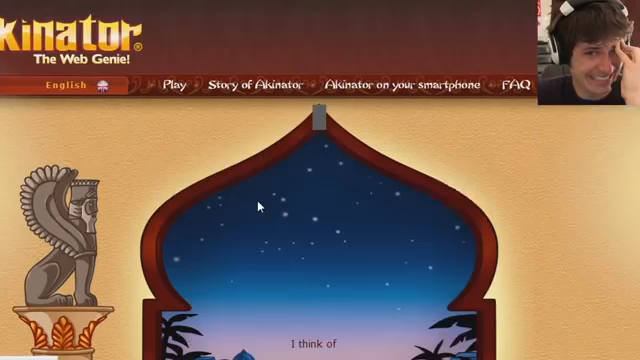 kinator®
The Web Genie!
English Play Story of Akinator Akinator on your smartphone FAQ
I think of